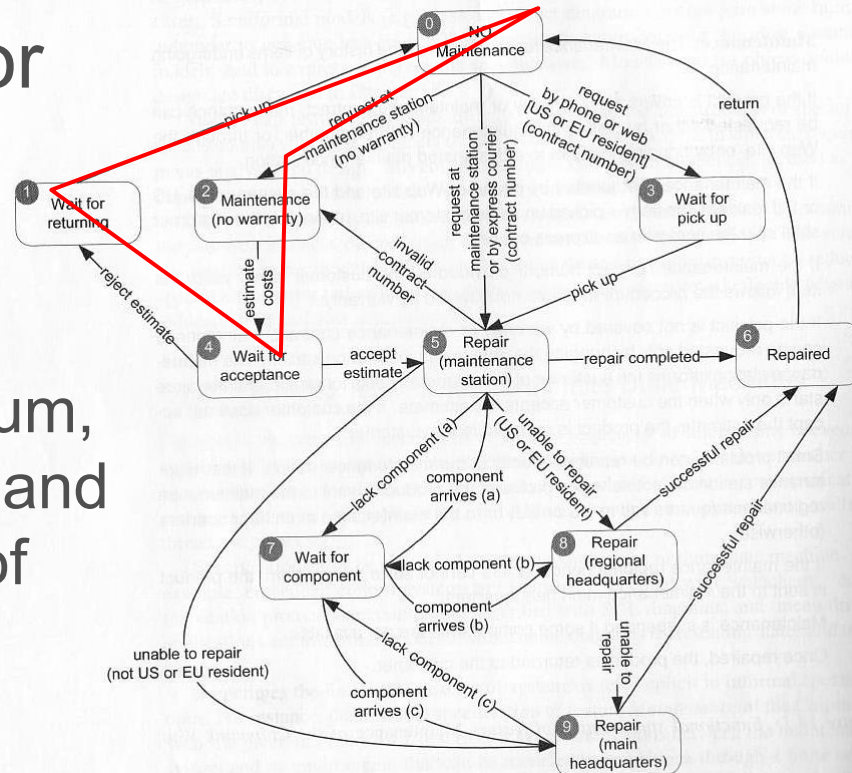 or
um,
and
of
0
NO
Maintenance
pick up
request at
maintenance station
(no warranty)
request
by phone or web
[US or EU resident]
(contract number)
return
request at
maintenance station
or by express courier
(contract number)
1
Wait for
returning
2
Maintenance
(no warranty)
3
Wait for
pick up
estimate
costs
invalid
contract
number
pick up
reject estimate
4
Wait for
acceptance
accept
estimate
5
Repair
(maintenance
station)
repair completed
6
Repaired
lack component (a)
component
arrives (a)
Unable to repair
(US or EU resident)
successful repair
7
Wait for
component
lack component (b)
component
arrives (b)
8
Repair
(regional
headquarters)
successful repair
unable to repair
(not US or EU resident)
lack component (c)
component
arrives (c)
unable to
repair
9
Repair
(main
headquarters)